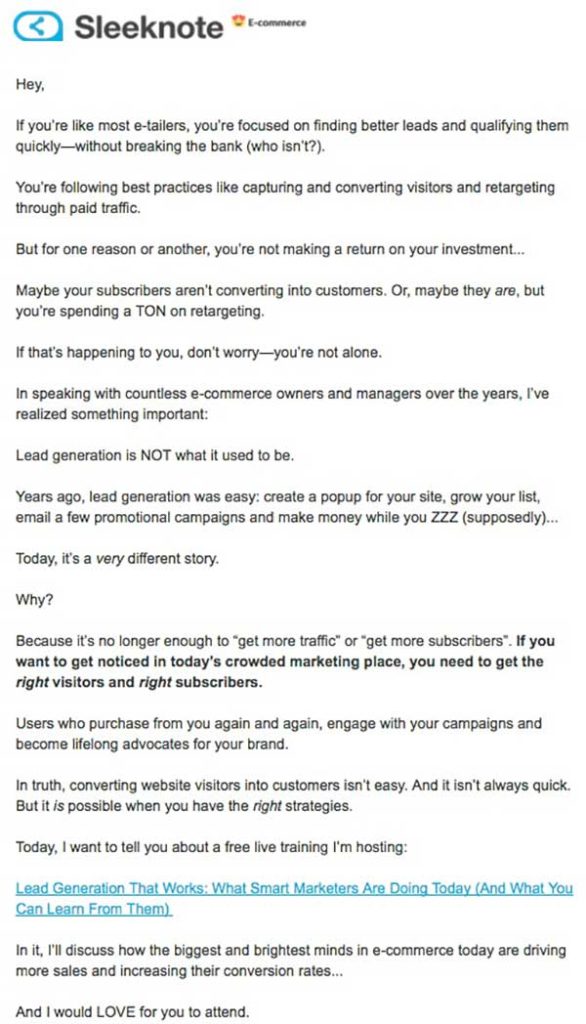 Sleeknote E-commerce
Hey,
If you're like most e-tailers, you're focused on finding better leads and qualifying them
quickly—without breaking the bank (who isn't?).
You're following best practices like capturing and converting visitors and retargeting
through paid traffic.
But for one reason or another, you're not making a return on your investment...
Maybe your subscribers aren't converting into customers. Or, maybe they are, but
you're spending a TON on retargeting.
If that's happening to you, don't worry—you're not alone.
In speaking with countless e-commerce owners and managers over the years, I've
realized something important:
Lead generation is NOT what it used to be.
Years ago, lead generation was easy: create a popup for your site, grow your list,
email a few promotional campaigns and make money while you ZZZ (supposedly)...
Today, it's a very different story.
Why?
Because it's no longer enough to "get more traffic" or "get more subscribers". If you
want to get noticed in today's crowded marketing place, you need to get the
right visitors and right subscribers.
Users who purchase from you again and again, engage with your campaigns and
become lifelong advocates for your brand.
In truth, converting website visitors into customers isn't easy. And it isn't always quick.
But it is possible when you have the right strategies.
Today, I want to tell you about a free live training I'm hosting:
Lead Generation That Works: What Smart Marketers Are Doing Today (And What You
Can Learn From Them)
In it, I'll discuss how the biggest and brightest minds in e-commerce today are driving
more sales and increasing their conversion rates...
And I would LOVE for you to attend.